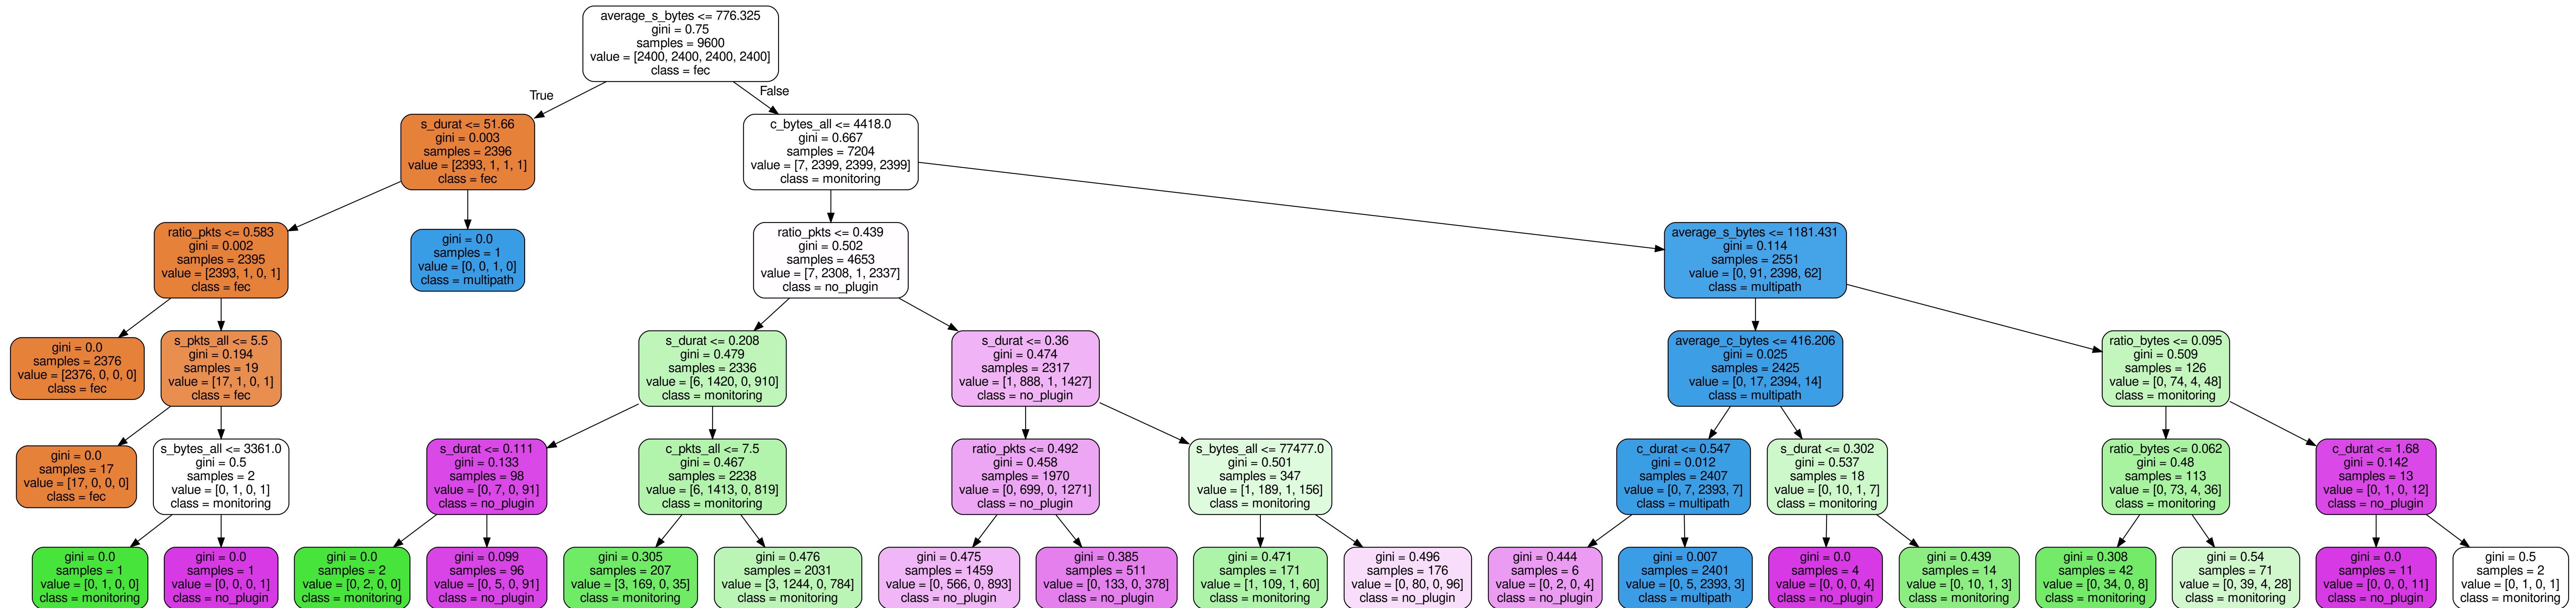 average_s_bytes <= 776.325
gini = 0.75
samples = 9600
value = [2400, 2400, 2400, 2400]
class = fec
True
False
s_durat <= 51.66
gini = 0.003
samples = 2396
value = [2393, 1, 1, 1]
class = fec
c_bytes_all <= 4418.0
gini = 0.667
samples = 7204
value = [7, 2399, 2399, 2399]
class = monitoring
ratio_pkts <= 0.583
gini = 0.002
samples = 2395
value = [2393, 1, 0, 1]
class = fec
gini = 0.0
samples = 1
value = [0, 0, 1, 0]
class = multipath
ratio_pkts <= 0.439
gini = 0.502
samples = 4653
value = [7, 2308, 1, 2337]
class = no_plugin
average_s_bytes <= 1181.431
gini = 0.114
samples = 2551
value = [0, 91, 2398, 62]
class = multipath
gini = 0.0
samples = 2376
value = [2376, 0, 0, 0]
class = fec
s_pkts_all <= 5.5
gini = 0.194
samples = 19
value = [17, 1, 0, 1]
class = fec
s_durat <= 0.208
gini = 0.479
samples = 2336
value = [6, 1420, 0, 910]
class = monitoring
s_durat <= 0.36
gini = 0.474
samples = 2317
value = [1, 888, 1, 1427]
class = no_plugin
average_c_bytes <= 416.206
gini = 0.025
samples = 2425
value = [0, 17, 2394, 14]
class = multipath
ratio_bytes <= 0.095
gini = 0.509
samples = 126
value = [0, 74, 4, 48]
class = monitoring
gini = 0.0
samples = 17
value = [17, 0, 0, 0]
class = fec
s_bytes_all <= 3361.0
gini = 0.5
samples = 2
value = [0, 1, 0, 1]
class = monitoring
s_durat <= 0.111
gini = 0.133
samples = 98
value = [0, 7, 0, 91]
class = no_plugin
c_pkts_all <= 7.5
gini = 0.467
samples = 2238
value = [6, 1413, 0, 819]
class = monitoring
ratio_pkts <= 0.492
gini = 0.458
samples = 1970
value = [0, 699, 0, 1271]
class = no_plugin
s_bytes_all <= 77477.0
gini = 0.501
samples = 347
value = [1, 189, 1, 156]
class = monitoring
c_durat <= 0.547
gini = 0.012
samples = 2407
value = [0, 7, 2393, 7]
class = multipath
s_durat <= 0.302
gini = 0.537
samples = 18
value = [0, 10, 1, 7]
class = monitoring
ratio_bytes <= 0.062
gini = 0.48
samples = 113
value = [0, 73, 4, 36]
class = monitoring
c_durat <= 1.68
gini = 0.142
samples = 13
value = [0, 1, 0, 12]
class = no_plugin
gini = 0.0
samples = 1
value = [0, 1, 0, 0]
class = monitoring
gini = 0.0
samples = 1
value = [0, 0, 0, 1]
class = no_plugin
gini = 0.0
samples = 2
value = [0, 2, 0, 0]
class = monitoring
gini = 0.099
samples = 96
value = [0, 5, 0, 91]
class = no_plugin
gini = 0.305
samples = 207
value = [3, 169, 0, 35]
class = monitoring
gini = 0.476
samples = 2031
value = [3, 1244, 0, 784]
class = monitoring
gini = 0.475
samples = 1459
value = [0, 566, 0, 893]
class = no_plugin
gini = 0.385
samples = 511
value = [0, 133, 0, 378]
class = no_plugin
gini = 0.471
samples = 171
value = [1, 109, 1, 60]
class = monitoring
gini = 0.496
samples = 176
value = [0, 80, 0, 96]
class = no_plugin
gini = 0.444
samples = 6
value = [0, 2, 0, 4]
class = no_plugin
gini = 0.007
samples = 2401
value = [0, 5, 2393, 3]
class = multipath
gini = 0.0
samples = 4
value = [0, 0, 0, 4]
class = no_plugin
gini = 0.439
samples = 14
value = [0, 10, 1, 3]
class = monitoring
gini = 0.308
samples = 42
value = [0, 34, 0, 8]
class = monitoring
gini = 0.54
samples = 71
value = [0, 39, 4, 28]
class = monitoring
gini = 0.0
samples = 11
value = [0, 0, 0, 11]
class = no_plugin
gini = 0.5
samples = 2
value = [0, 1, 0, 1]
class = monitoring